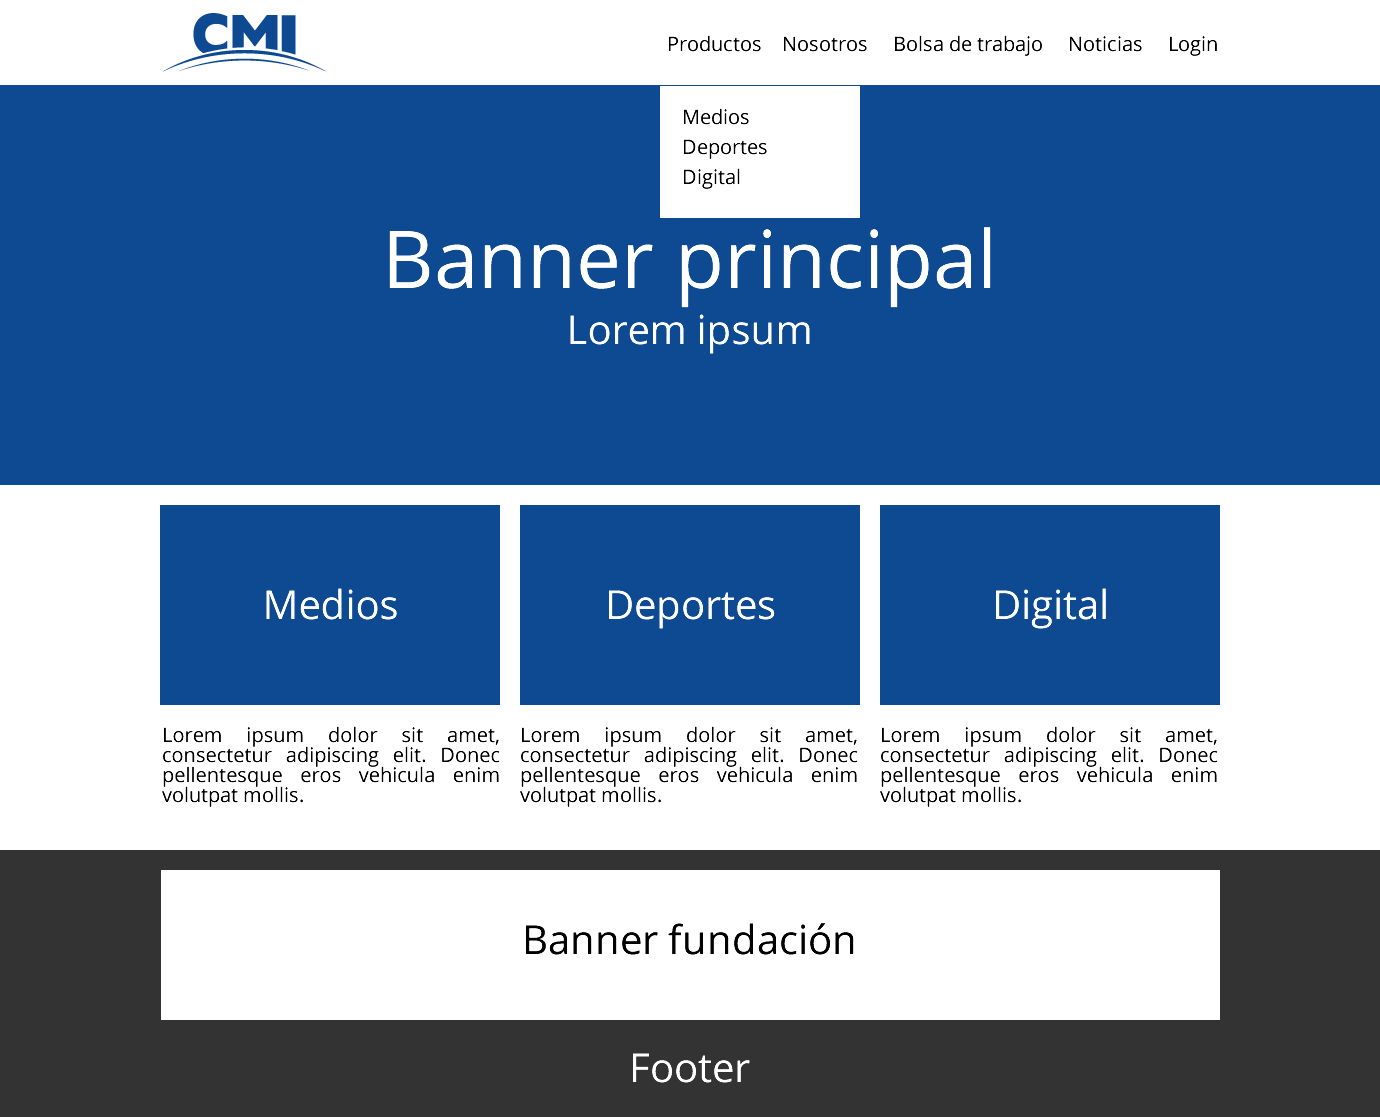 CMI
Productos Nosotros Bolsa de trabajo Noticias Login
Medios
Deportes
Digital
Banner principal
Lorem ipsum
Medios
Deportes
Digital
Lorem ipsum dolor sit amet,
consectetur adipiscing elit. Donec
pellentesque eros vehicula enim
volutpat mollis.
Lorem ipsum dolor sit amet,
consectetur adipiscing elit. Donec
pellentesque eros vehicula enim
volutpat mollis.
Lorem ipsum dolor sit amet,
consectetur adipiscing elit. Donec
pellentesque eros vehicula enim
volutpat mollis.
Banner fundación
Footer